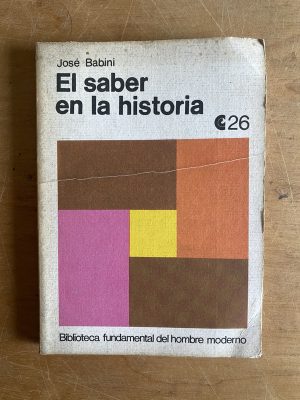 José Babini
El saber
en la historia
26
Biblioteca fundamental del hombre moderno